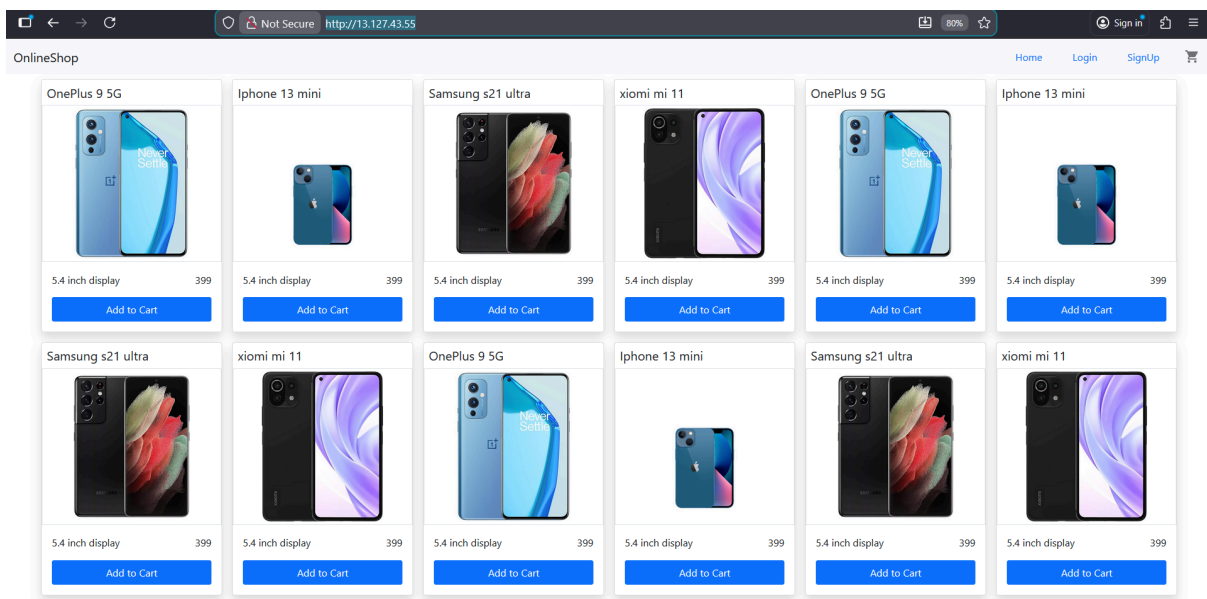 Not Secure http://13.127.43.55 80% Sign in
OnlineShop Home Login SignUp
OnePlus 9 5G Iphone 13 mini Samsung s21 ultra xiomi mi 11 OnePlus 9 5G Iphone 13 mini
Never Never
Settle Settle
5.4 inch display 399 5.4 inch display 399 5.4 inch display 399 5.4 inch display 399 5.4 inch display 399 5.4 inch display 399
Add to Cart Add to Cart Add to Cart Add to Cart Add to Cart Add to Cart
Samsung s21 ultra xiomi mi 11 OnePlus 9 5G Iphone 13 mini Samsung s21 ultra xiomi mi 11
Never
Settle
5.4 inch display 399 5.4 inch display 399 5.4 inch display 399 5.4 inch display 399 5.4 inch display 399 5.4 inch display 399
Add to Cart Add to Cart Add to Cart Add to Cart Add to Cart Add to Cart